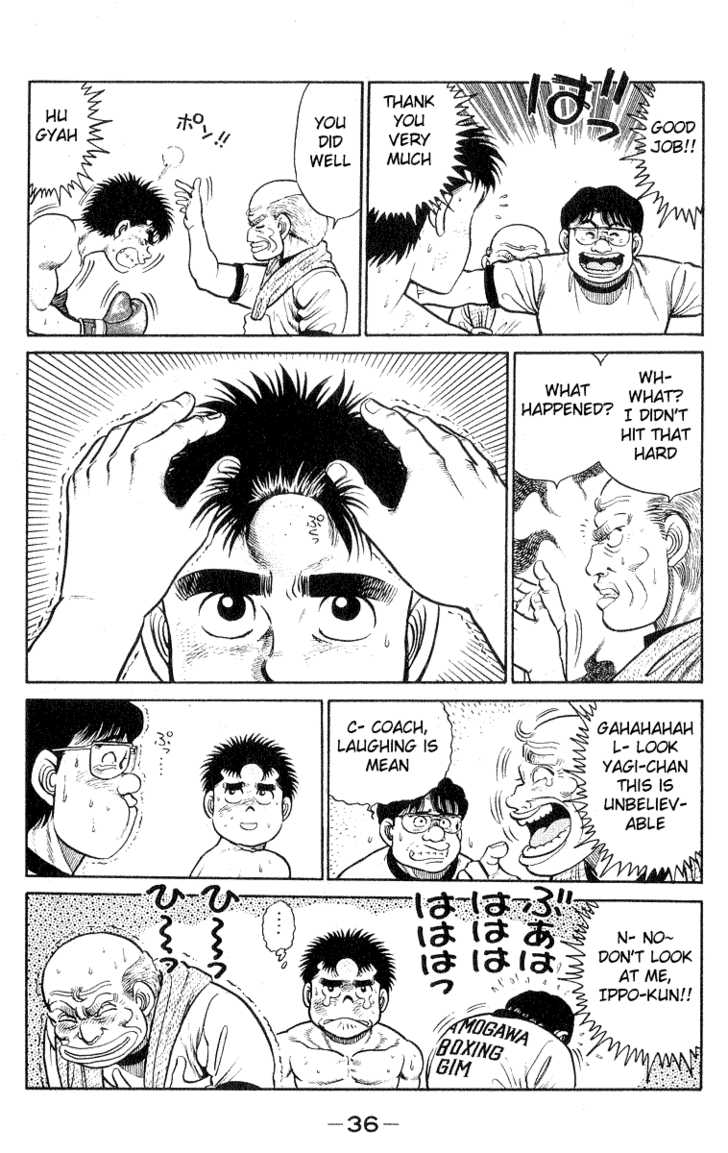 GOOD
JOB!!
ばっ
THANK
YOU
VERY
MUCH
YOU
DID
WELL
ポン!!
HU
GYAH
WH-
WHAT?
I DIDN'T
HIT THAT
HARD
WHAT
HAPPENED?
ぷっ
GAHAHAHAH
L- LOOK
YAGI-CHAN
THIS IS
UNBELIEV-
ABLE
C- COACH,
LAUGHING IS
MEAN
ぷっ……
N- NO~
DON'T LOOK
AT ME,
IPPO-KUN!!
ぶあは
ははは
はははっ
...
ひ~っ
ひ~っ
AMOGAWA
BOXING
GIM
-36-